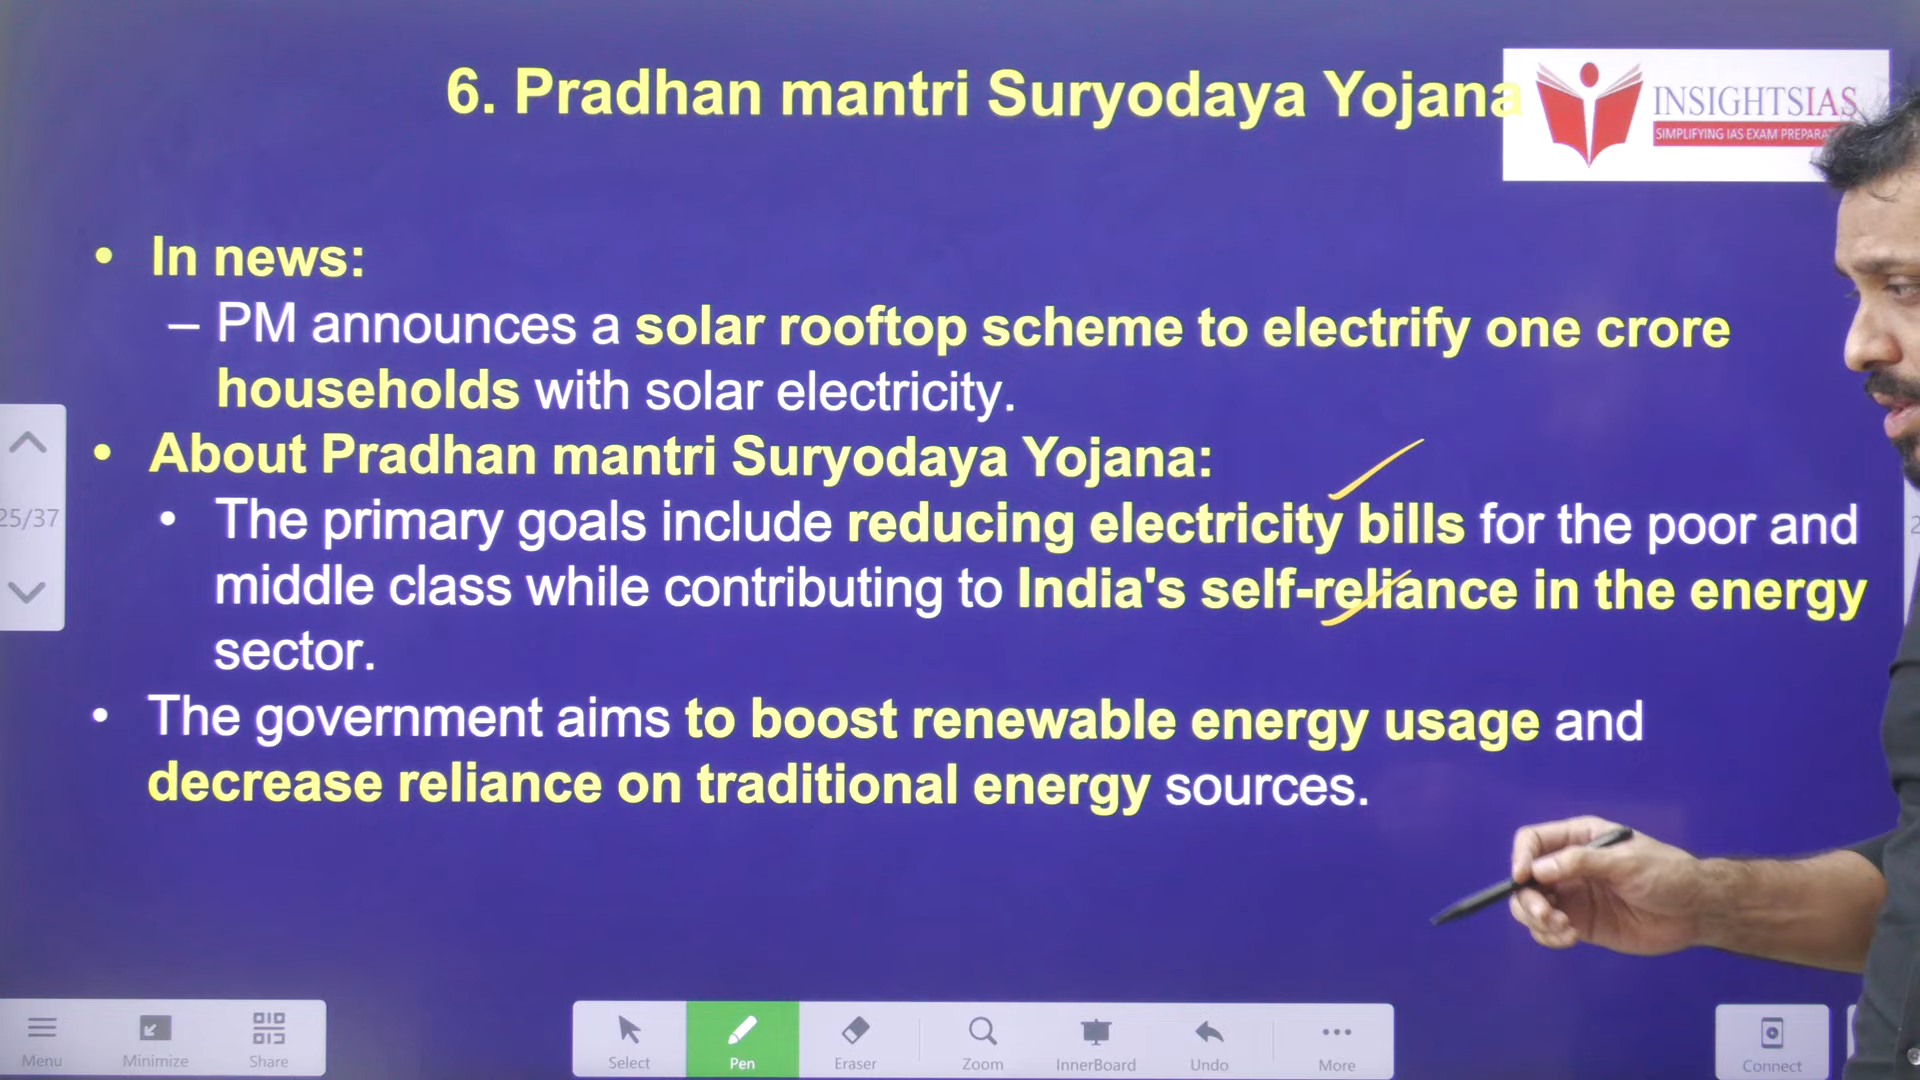 6. Pradhan mantri Suryodaya Yojana
INSIGHTSIAS
SIMPLIFYING IAS EXAM
• In news:
– PM announces a solar rooftop scheme to electrify one crore
households with solar electricity.
• About Pradhan mantri Suryodaya Yojana:
• The primary goals include reducing electricity bills for the poor and
middle class while contributing to India's self-reliance in the energy
sector.
• The government aims to boost renewable energy usage and
decrease reliance on traditional energy sources.
25/37
Menu Minimize Share Select Pen Eraser Zoom InnerBoard Undo More Connect